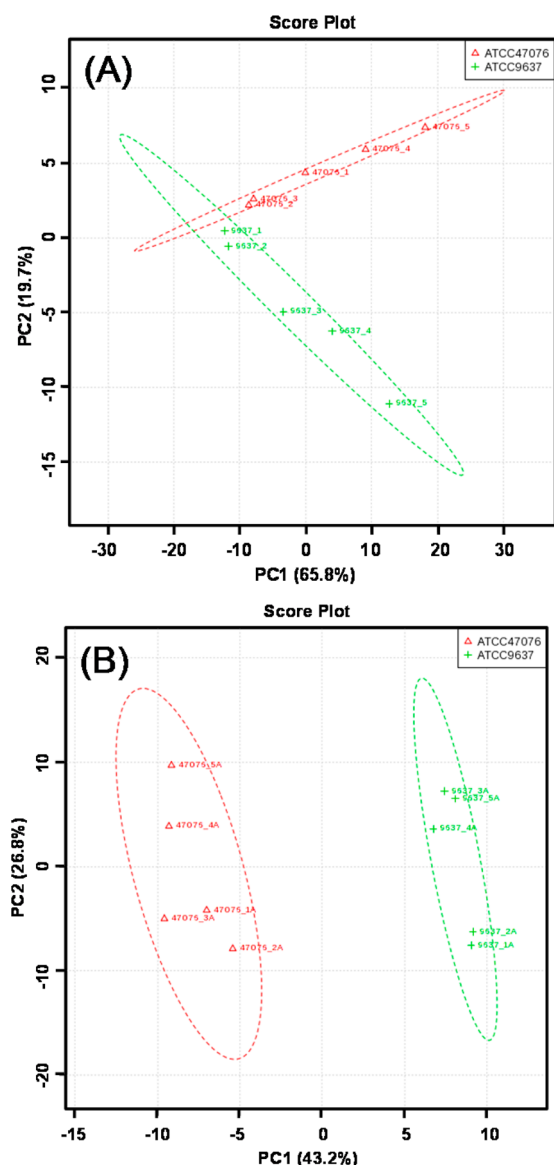 Score Plot
(A)
ATCC47076
ATCC9637
10
5
0
-5
-10
-15
PC2 (19.7%)
47076_5
47076_4
47076_1
47076_3
47076_2
9637_1
9637_2
9637_3
9637_4
9637_5
-30 -20 -10 0 10 20 30
PC1 (65.8%)
Score Plot
(B)
ATCC47076
ATCC9637
20
10
0
-10
-20
PC2 (26.8%)
47076_5A
47076_4A
47076_1A
47076_3A
47076_2A
9637_3A
9637_5A
9637_4A
9637_2A
9637_1A
-15 -10 -5 0 5 10
PC1 (43.2%)